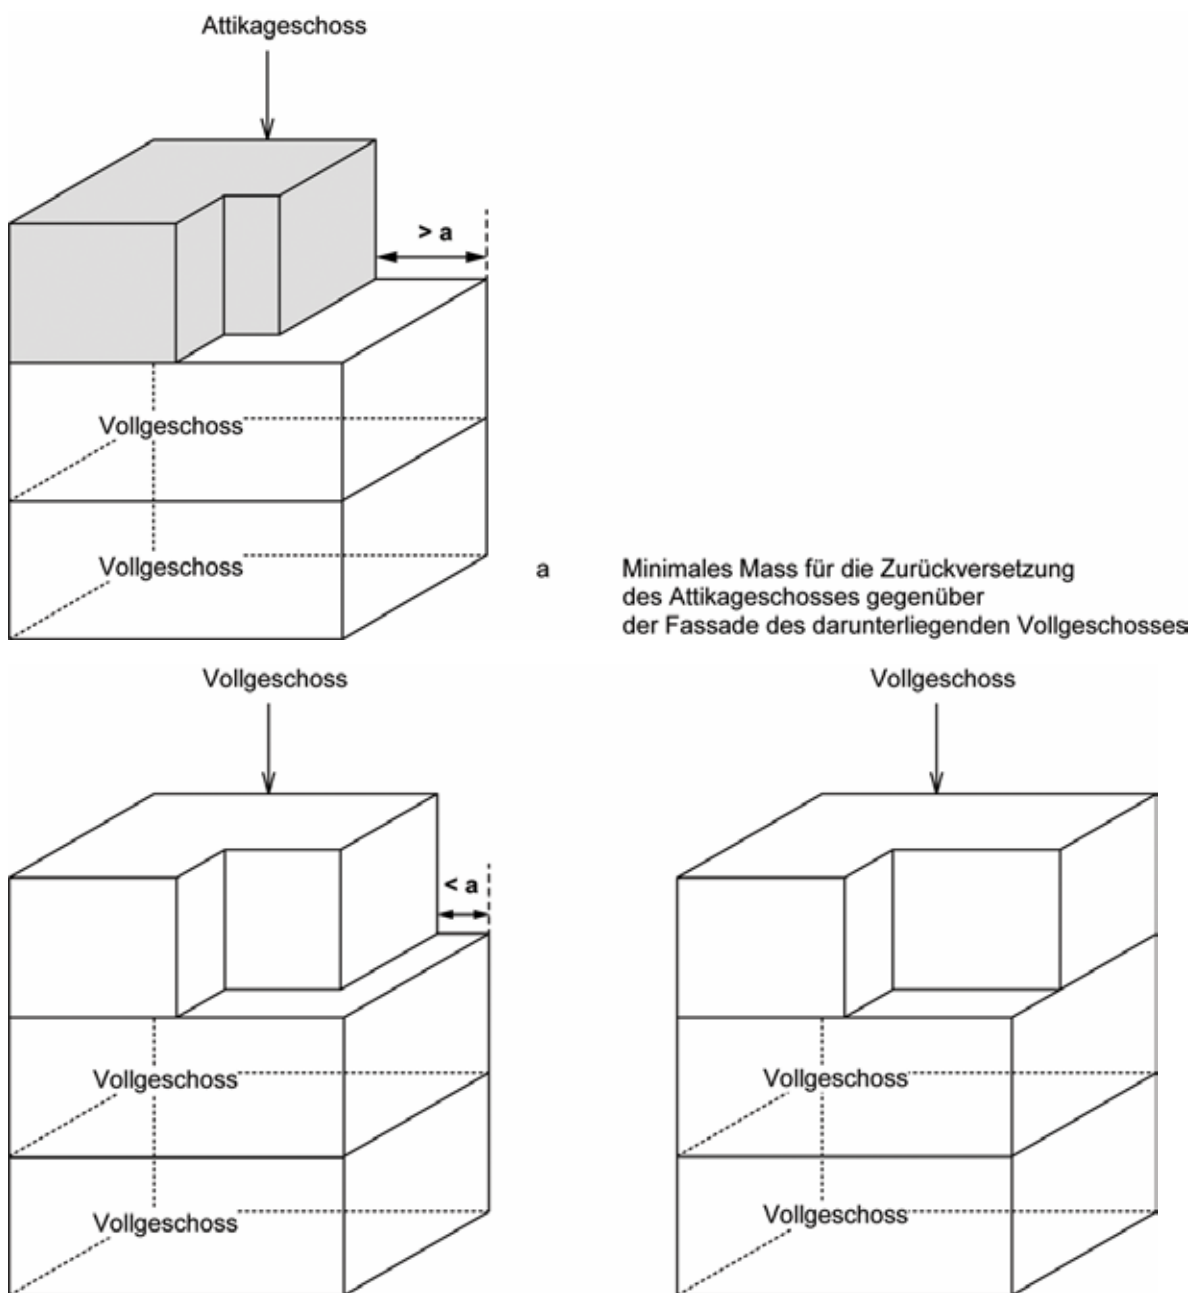 Attikageschoss
> a
Vollgeschoss
Vollgeschoss
a Minimales Mass für die Zurückversetzung
des Attikageschosses gegenüber
der Fassade des darunterliegenden Vollgeschosses
Vollgeschoss
< a
Vollgeschoss
Vollgeschoss
Vollgeschoss
Vollgeschoss
Vollgeschoss